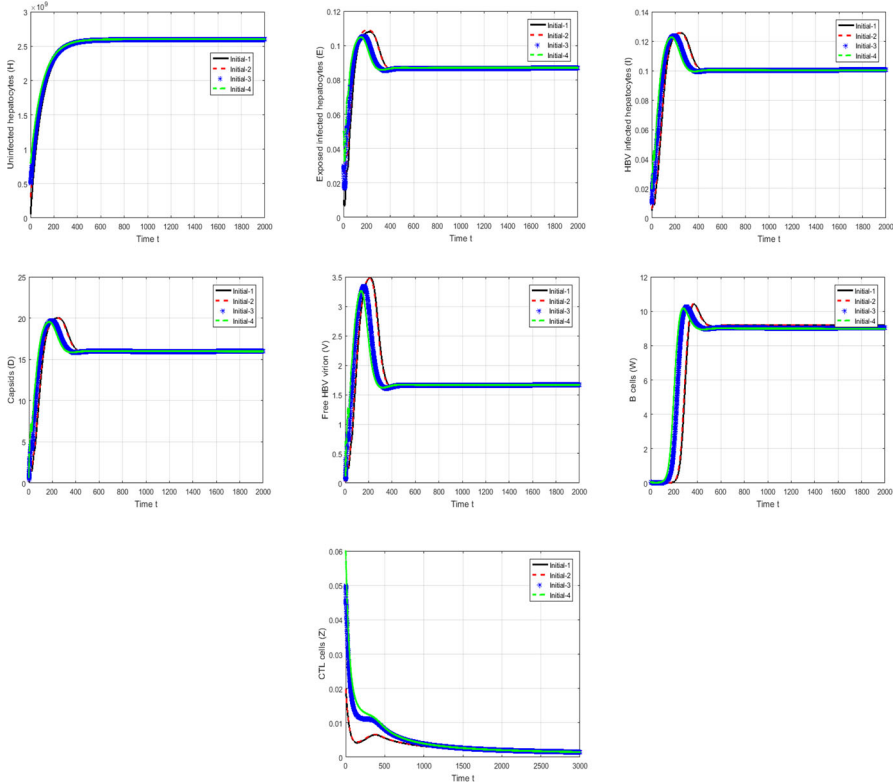 × 10⁹
3
2.5
2
1.5
1
0.5
0
Uninfected hepatocytes (H)
Initial-1
Initial-2
Initial-3
Initial-4
0 200 400 600 800 1000 1200 1400 1600 1800 2000
Time t
0.12
0.1
0.08
0.06
0.04
0.02
0
Exposed infected hepatocytes (E)
Initial-1
Initial-2
Initial-3
Initial-4
0 200 400 600 800 1000 1200 1400 1600 1800 2000
Time t
0.14
0.12
0.1
0.08
0.06
0.04
0.02
0
HBV infected hepatocytes (I)
Initial-1
Initial-2
Initial-3
Initial-4
0 200 400 600 800 1000 1200 1400 1600 1800 2000
Time t
25
20
15
10
5
0
Capsids (D)
Initial-1
Initial-2
Initial-3
Initial-4
0 200 400 600 800 1000 1200 1400 1600 1800 2000
Time t
3.5
3
2.5
2
1.5
1
0.5
0
Free HBV virion (V)
Initial-1
Initial-2
Initial-3
Initial-4
0 200 400 600 800 1000 1200 1400 1600 1800 2000
Time t
12
10
8
6
4
2
0
B cells (W)
Initial-1
Initial-2
Initial-3
Initial-4
0 200 400 600 800 1000 1200 1400 1600 1800 2000
Time t
0.06
0.05
0.04
0.03
0.02
0.01
0
CTL cells (Z)
Initial-1
Initial-2
Initial-3
Initial-4
0 500 1000 1500 2000 2500 3000
Time t